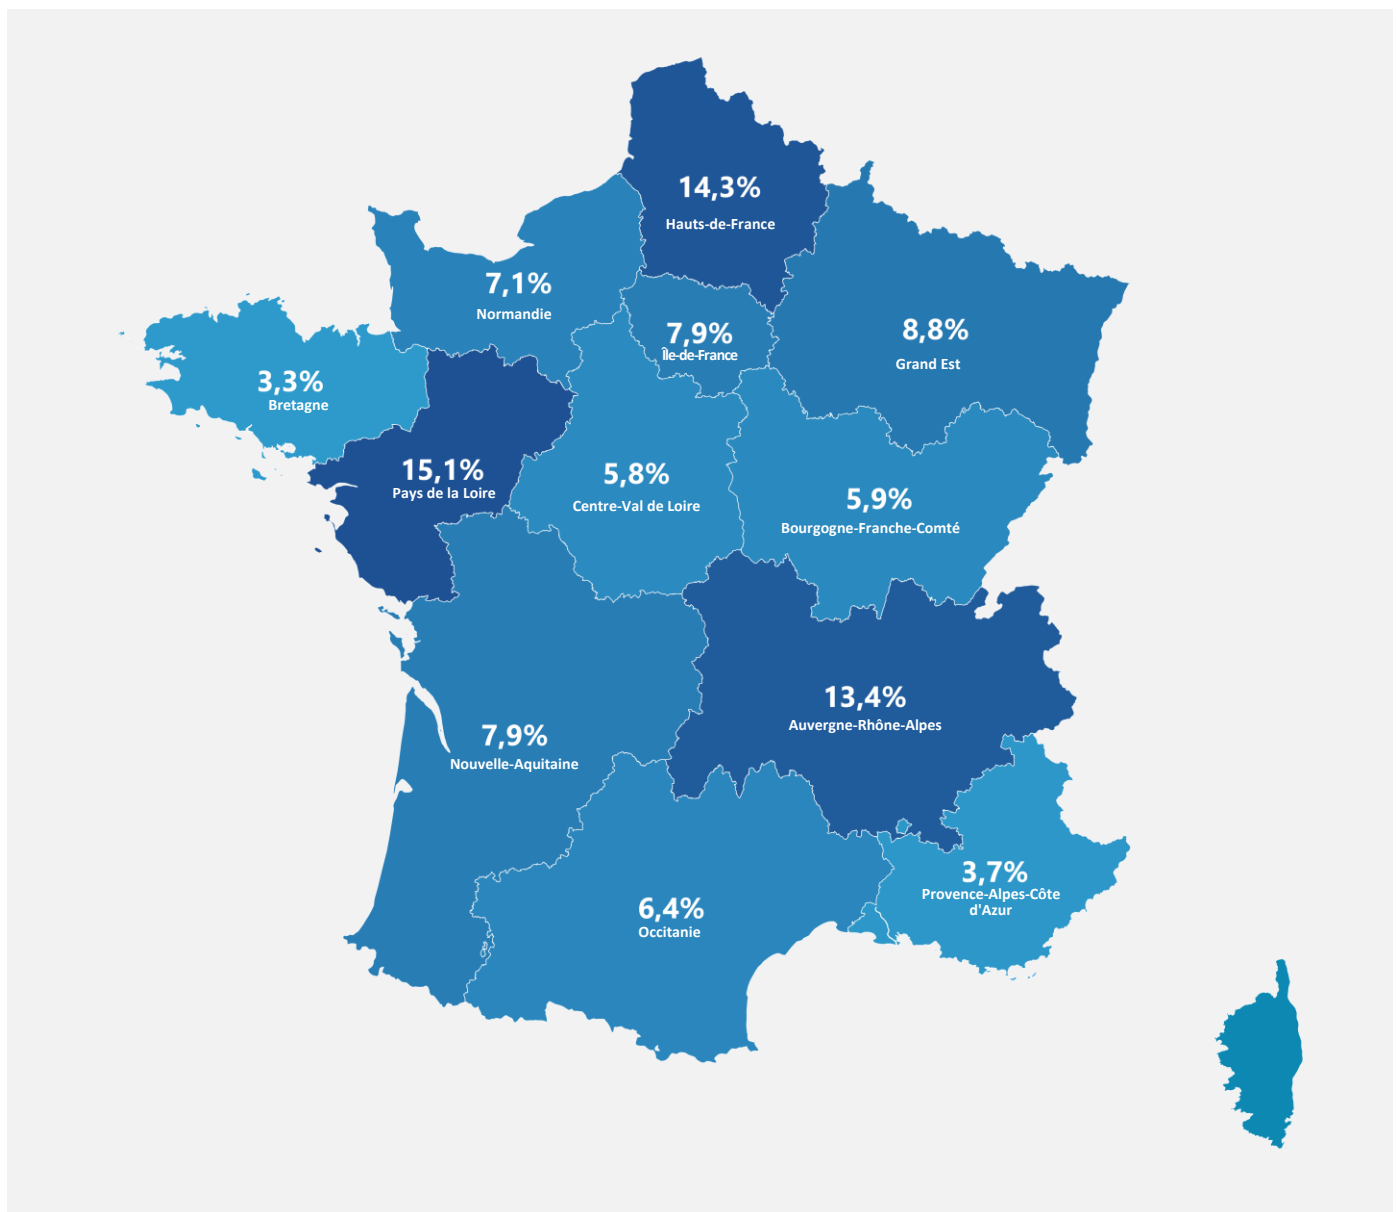 14,3%
Hauts-de-France
7,1%
Normandie
7,9%
Île-de-France
8,8%
Grand Est
3,3%
Bretagne
15,1%
Pays de la Loire
5,8%
Centre-Val de Loire
5,9%
Bourgogne-Franche-Comté
13,4%
Auvergne-Rhône-Alpes
7,9%
Nouvelle-Aquitaine
3,7%
Provence-Alpes-Côte
d'Azur
6,4%
Occitanie